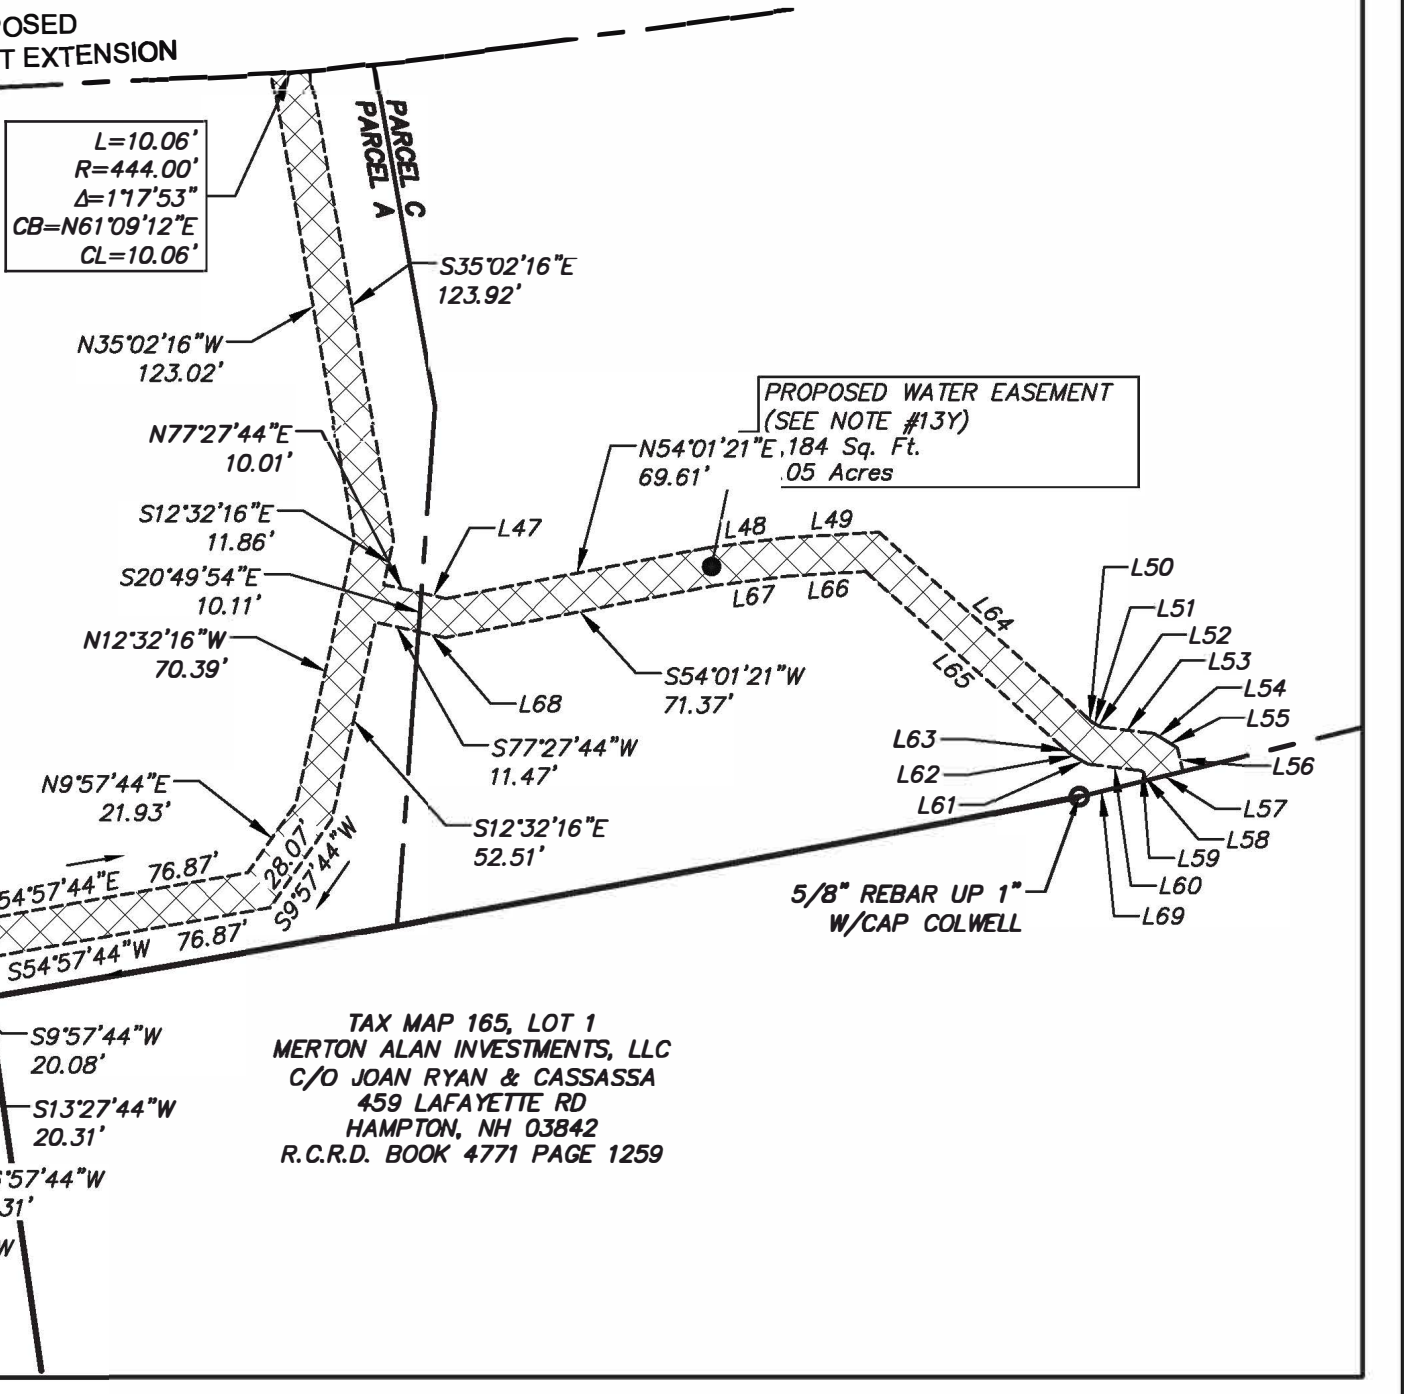 OSED
T EXTENSION
L=10.06'
R=444.00'
Δ=1°17'53"
CB=N61°09'12"E
CL=10.06'
PARCEL C
PARCEL A
S35°02'16"E
123.92'
N35°02'16"W
123.02'
PROPOSED WATER EASEMENT
(SEE NOTE #13Y)
,184 Sq. Ft.
.05 Acres
N77°27'44"E
10.01'
N54°01'21"E
69.61'
S12°32'16"E
11.86'
L47
L48
L49
S20°49'54"E
10.11'
L50
L51
L52
L53
L54
L55
L56
L57
L58
L59
L60
L69
L67
L66
L64
L65
N12°32'16"W
70.39'
S54°01'21"W
71.37'
L68
L63
L62
L61
S77°27'44"W
11.47'
N9°57'44"E
21.93'
S12°32'16"E
52.51'
28.07'
S9°57'44"W
54°57'44"E 76.87'
S54°57'44"W 76.87'
5/8" REBAR UP 1"
W/CAP COLWELL
TAX MAP 165, LOT 1
MERTON ALAN INVESTMENTS, LLC
C/O JOAN RYAN & CASSASSA
459 LAFAYETTE RD
HAMPTON, NH 03842
R.C.R.D. BOOK 4771 PAGE 1259
S9°57'44"W
20.08'
S13°27'44"W
20.31'
°57'44"W
31'
W